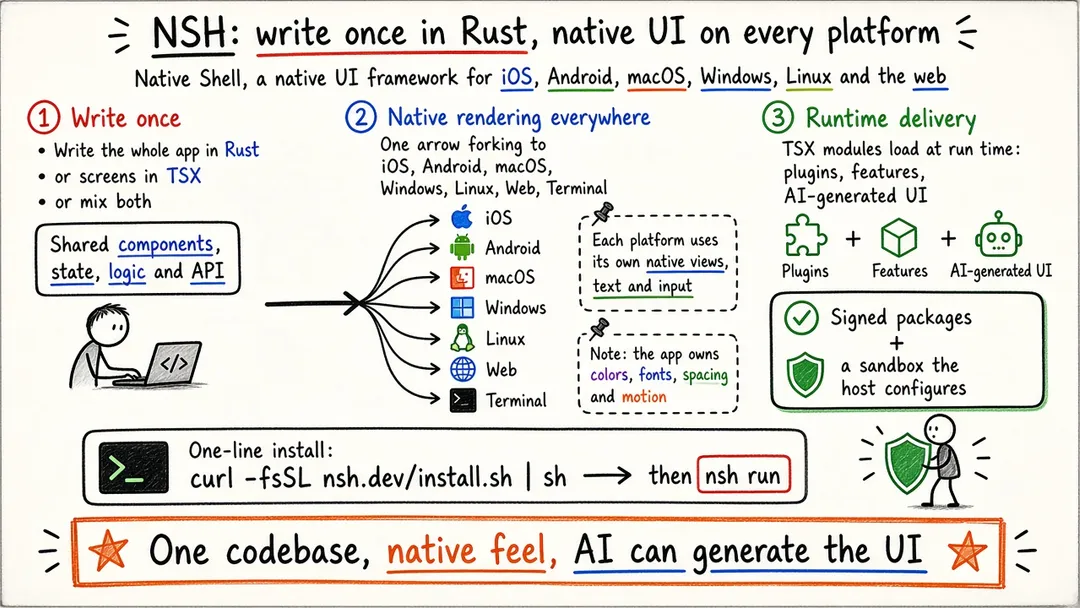 NSH: write once in Rust, native UI on every platform
Native Shell, a native UI framework for iOS, Android, macOS, Windows, Linux and the web
1 Write once
• Write the whole app in Rust
• or screens in TSX
• or mix both
Shared components,
state, logic and API
</>
2 Native rendering everywhere
One arrow forking to
iOS, Android, macOS,
Windows, Linux, Web, Terminal
iOS
Android
macOS
Windows
Linux
Web
>_ Terminal
Each platform uses
its own native views,
text and input
Note: the app owns
colors, fonts, spacing
and motion
3 Runtime delivery
TSX modules load at run time:
plugins, features,
AI-generated UI
+ +
Plugins Features AI-generated UI
Signed packages
+
a sandbox the
host configures
>_
One-line install:
curl -fsSL nsh.dev/install.sh | sh → then nsh run
One codebase, native feel, AI can generate the UI